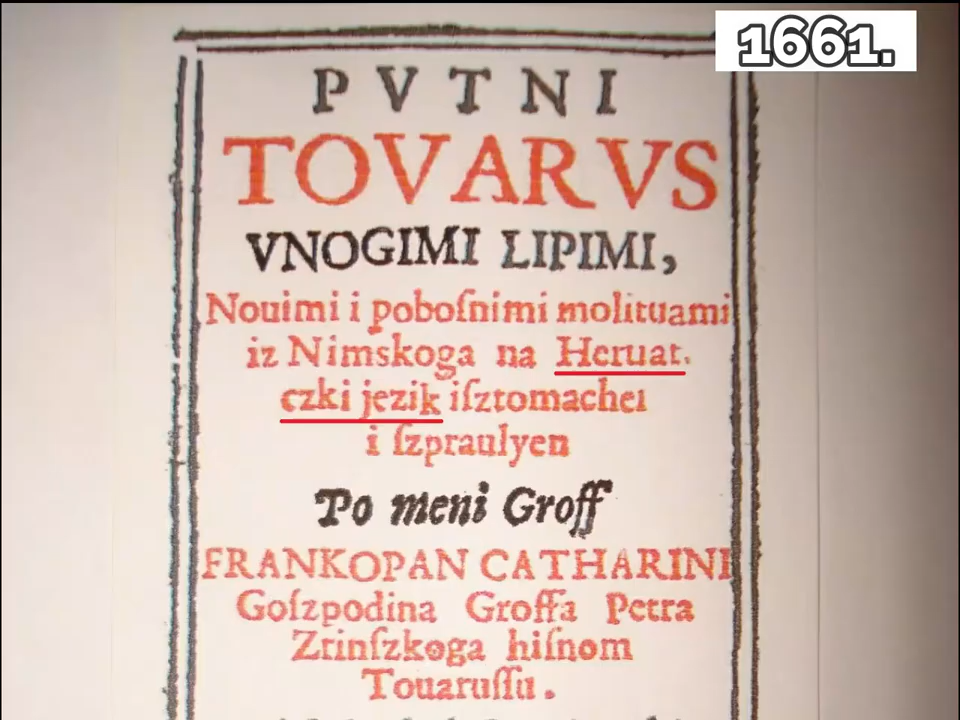 1661.
PVTNI
TOVARVS
VNOGIMI LIPIMI,
Nouimi i poboſnimi molituami
iz Nimskoga na Heruat.
czki jezik iſztomachei
i ſzpraulyen
Po meni Groff
FRANKOPAN CATHARINI
Goſzpodina Groffa Petra
Zrinſzkoga hiſnom
Touaruſſu.